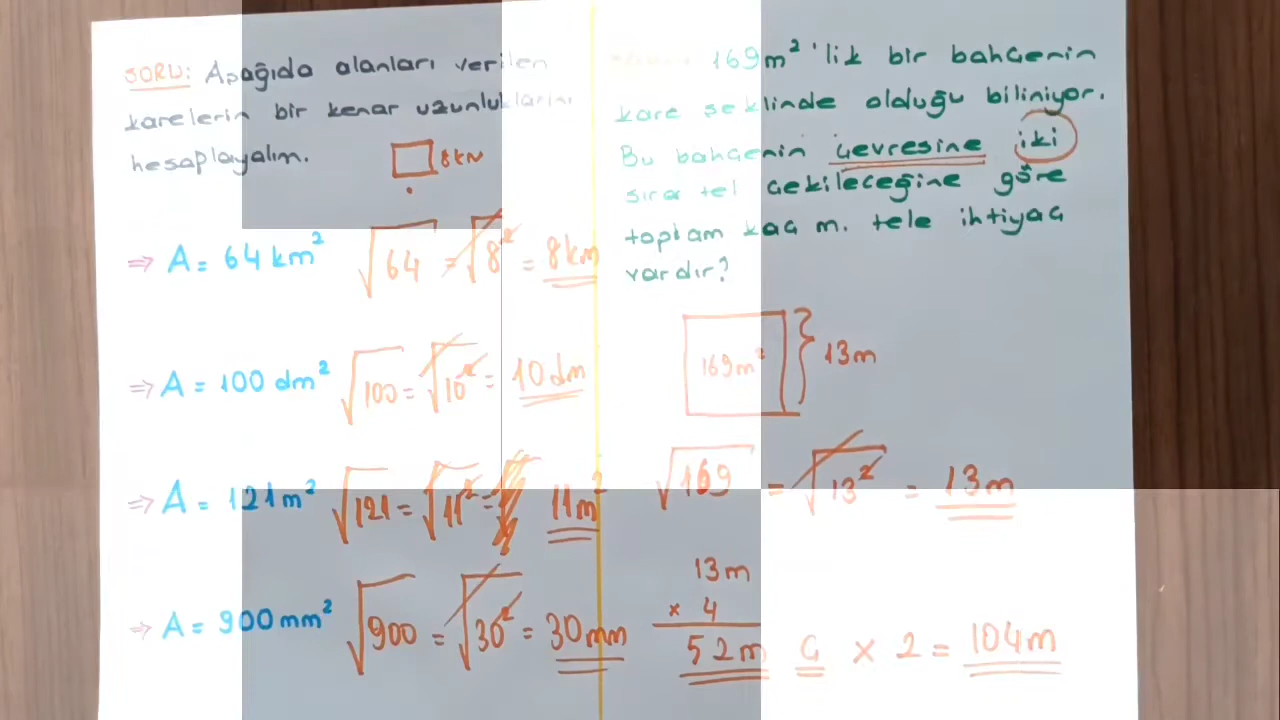 SORU: Aşağıda alanları verilen
karelerin bir kenar uzunluklarını
hesaplayalım.
8km
⇒ A = 64 km² √64 = √8² = 8km
⇒ A = 100 dm² √100 = √10² = 10dm
⇒ A = 121 m² √121 = √11² = 11m
⇒ A = 900 mm² √900 = √30² = 30mm
169m²'lik bir bahçenin
kare şeklinde olduğu biliniyor.
Bu bahçenin çevresine iki
sıra tel çekileceğine göre
toplam kaç m. tele ihtiyaç
vardır?
169m² } 13m
√169 = √13² = 13m
13m
× 4
52m Ç × 2 = 104m